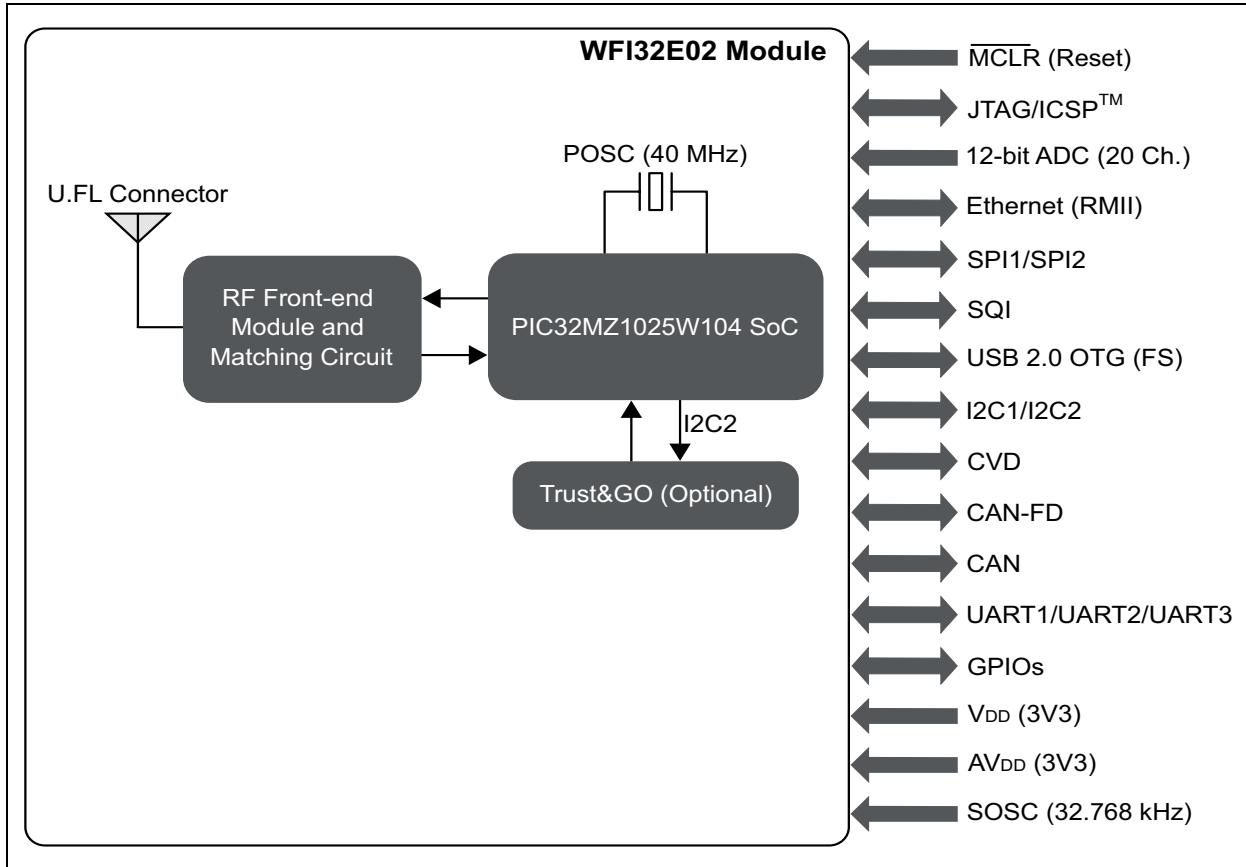 WFI32E02 Module
POSC (40 MHz)
U.FL Connector
RF Front-end
Module and
Matching Circuit
PIC32MZ1025W104 SoC
I2C2
Trust&GO (Optional)
MCLR (Reset)
JTAG/ICSP™
12-bit ADC (20 Ch.)
Ethernet (RMII)
SPI1/SPI2
SQI
USB 2.0 OTG (FS)
I2C1/I2C2
CVD
CAN-FD
CAN
UART1/UART2/UART3
GPIOs
VDD (3V3)
AVDD (3V3)
SOSC (32.768 kHz)